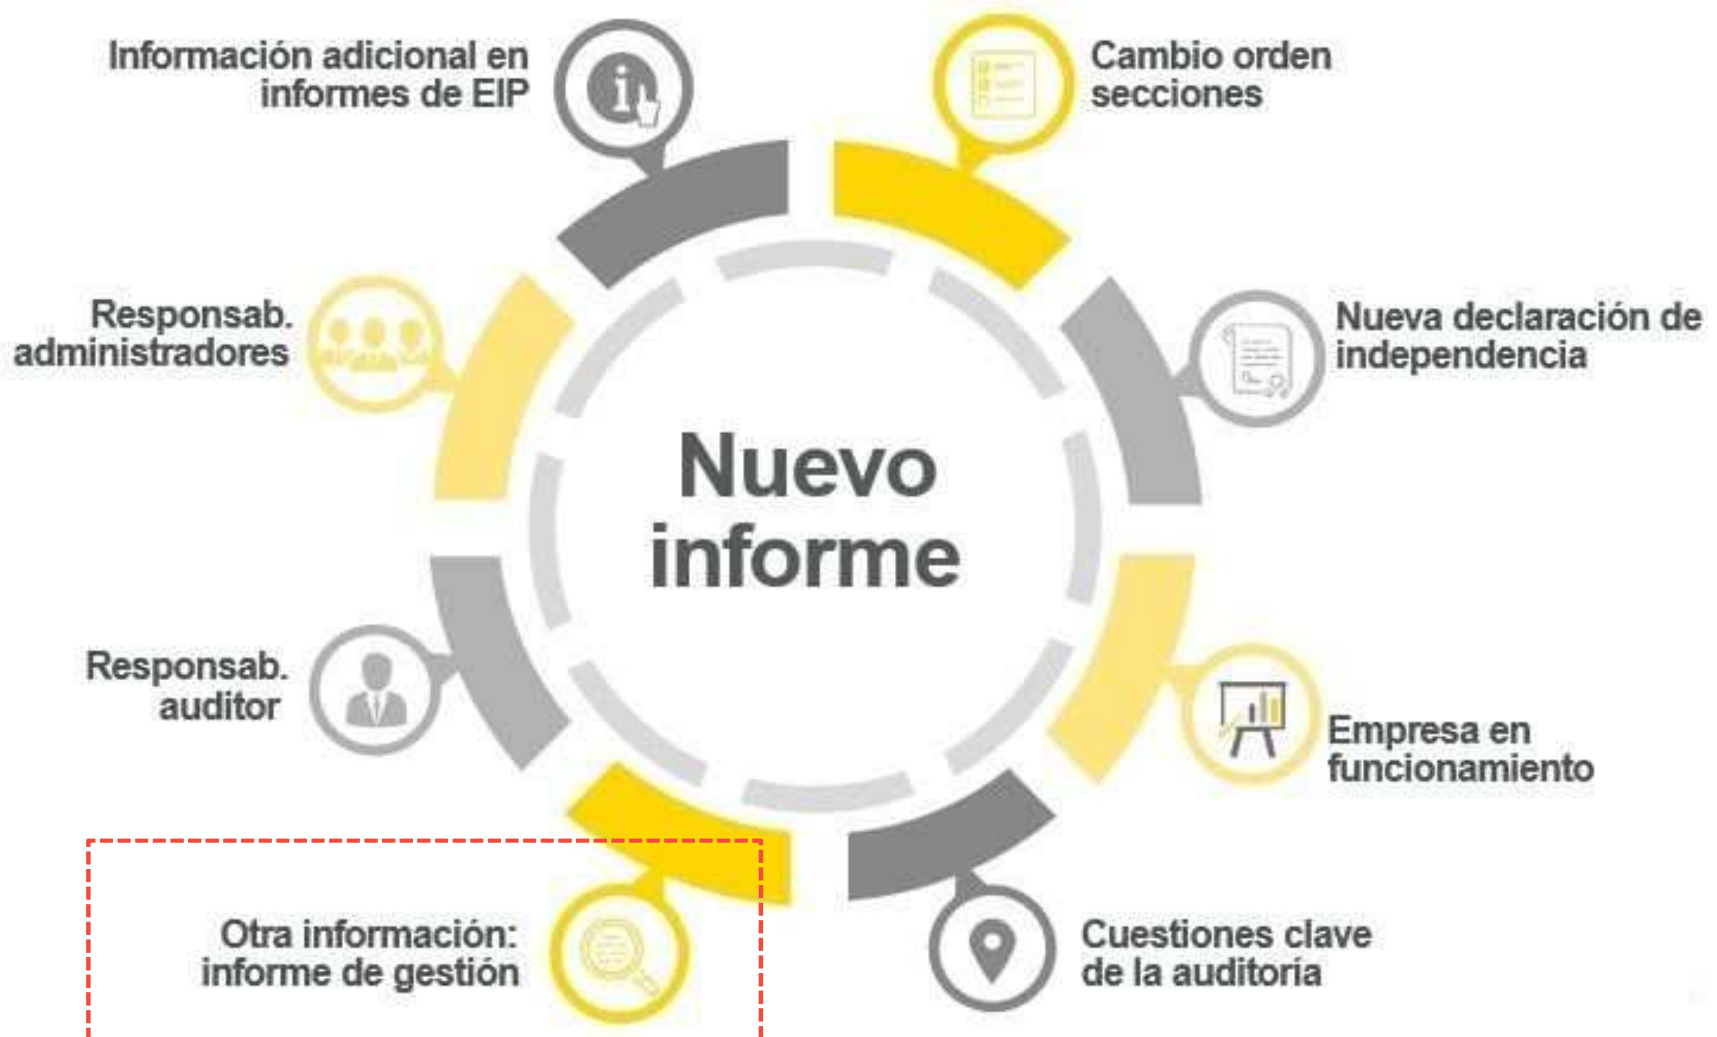 Información adicional en
informes de EIP
Cambio orden
secciones
Responsab.
administradores
Nueva declaración de
independencia
Nuevo
informe
Responsab.
auditor
Empresa en
funcionamiento
Otra información:
informe de gestión
Cuestiones clave
de la auditoría